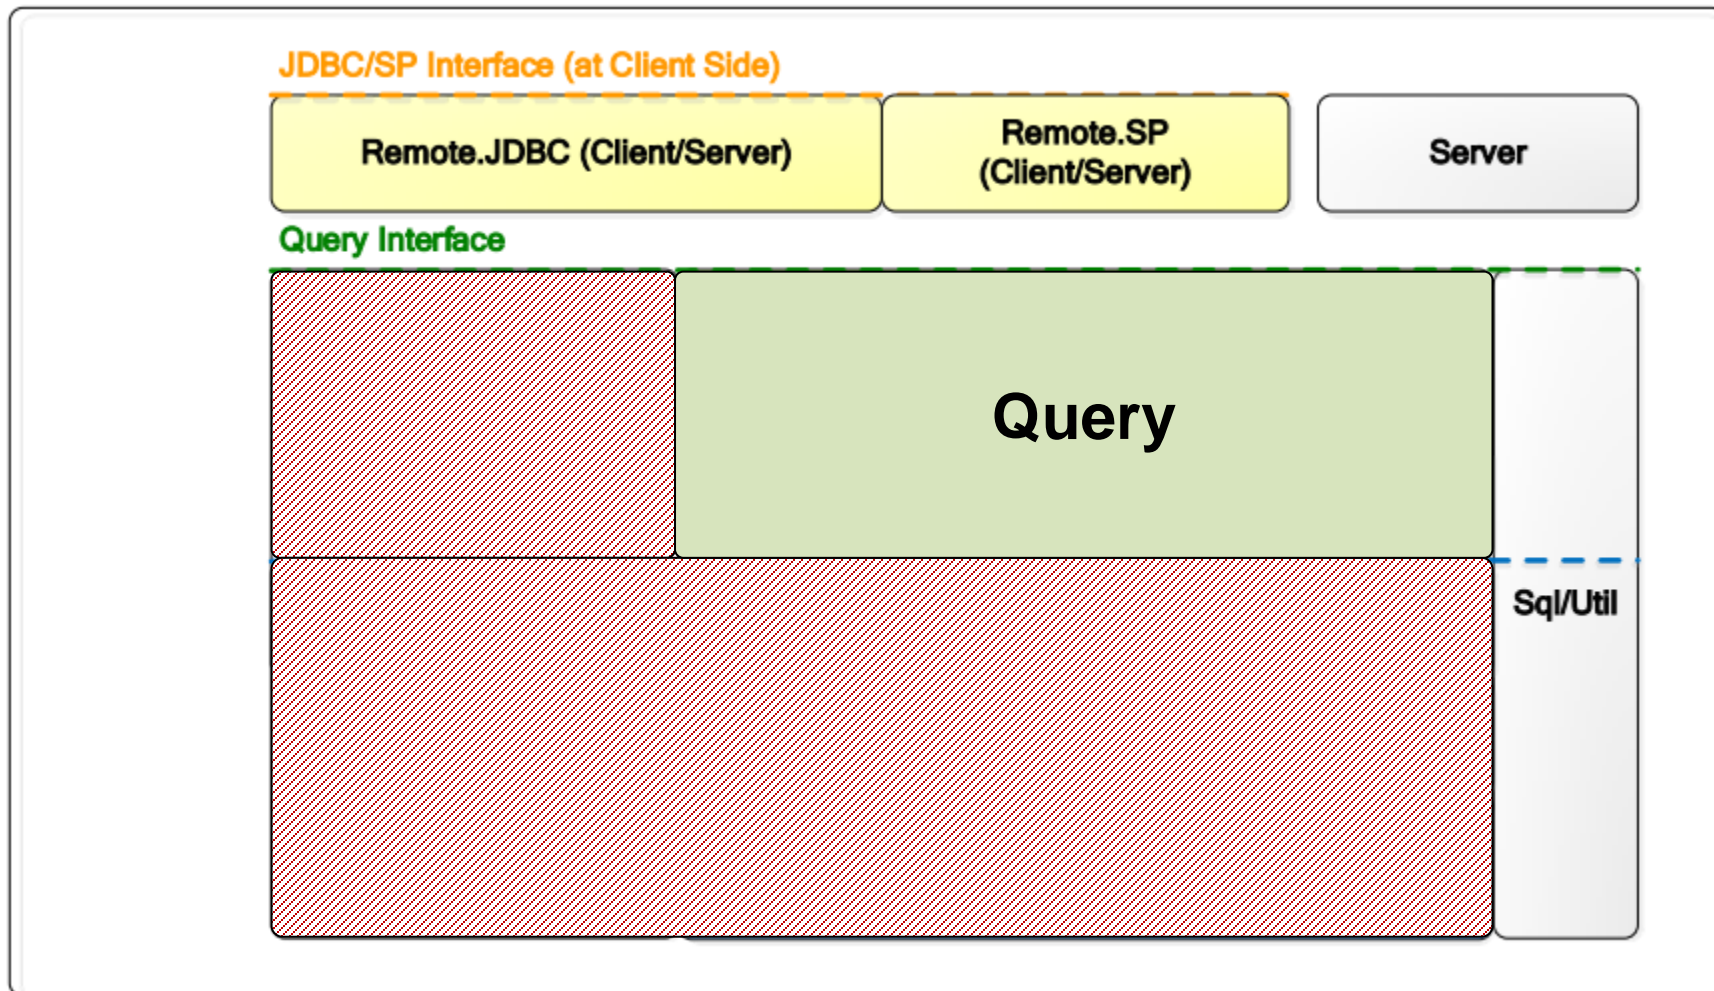 JDBC/SP Interface (at Client Side)
Remote.JDBC (Client/Server)
Remote.SP
(Client/Server)
Server
Query Interface
Query
Sql/Util